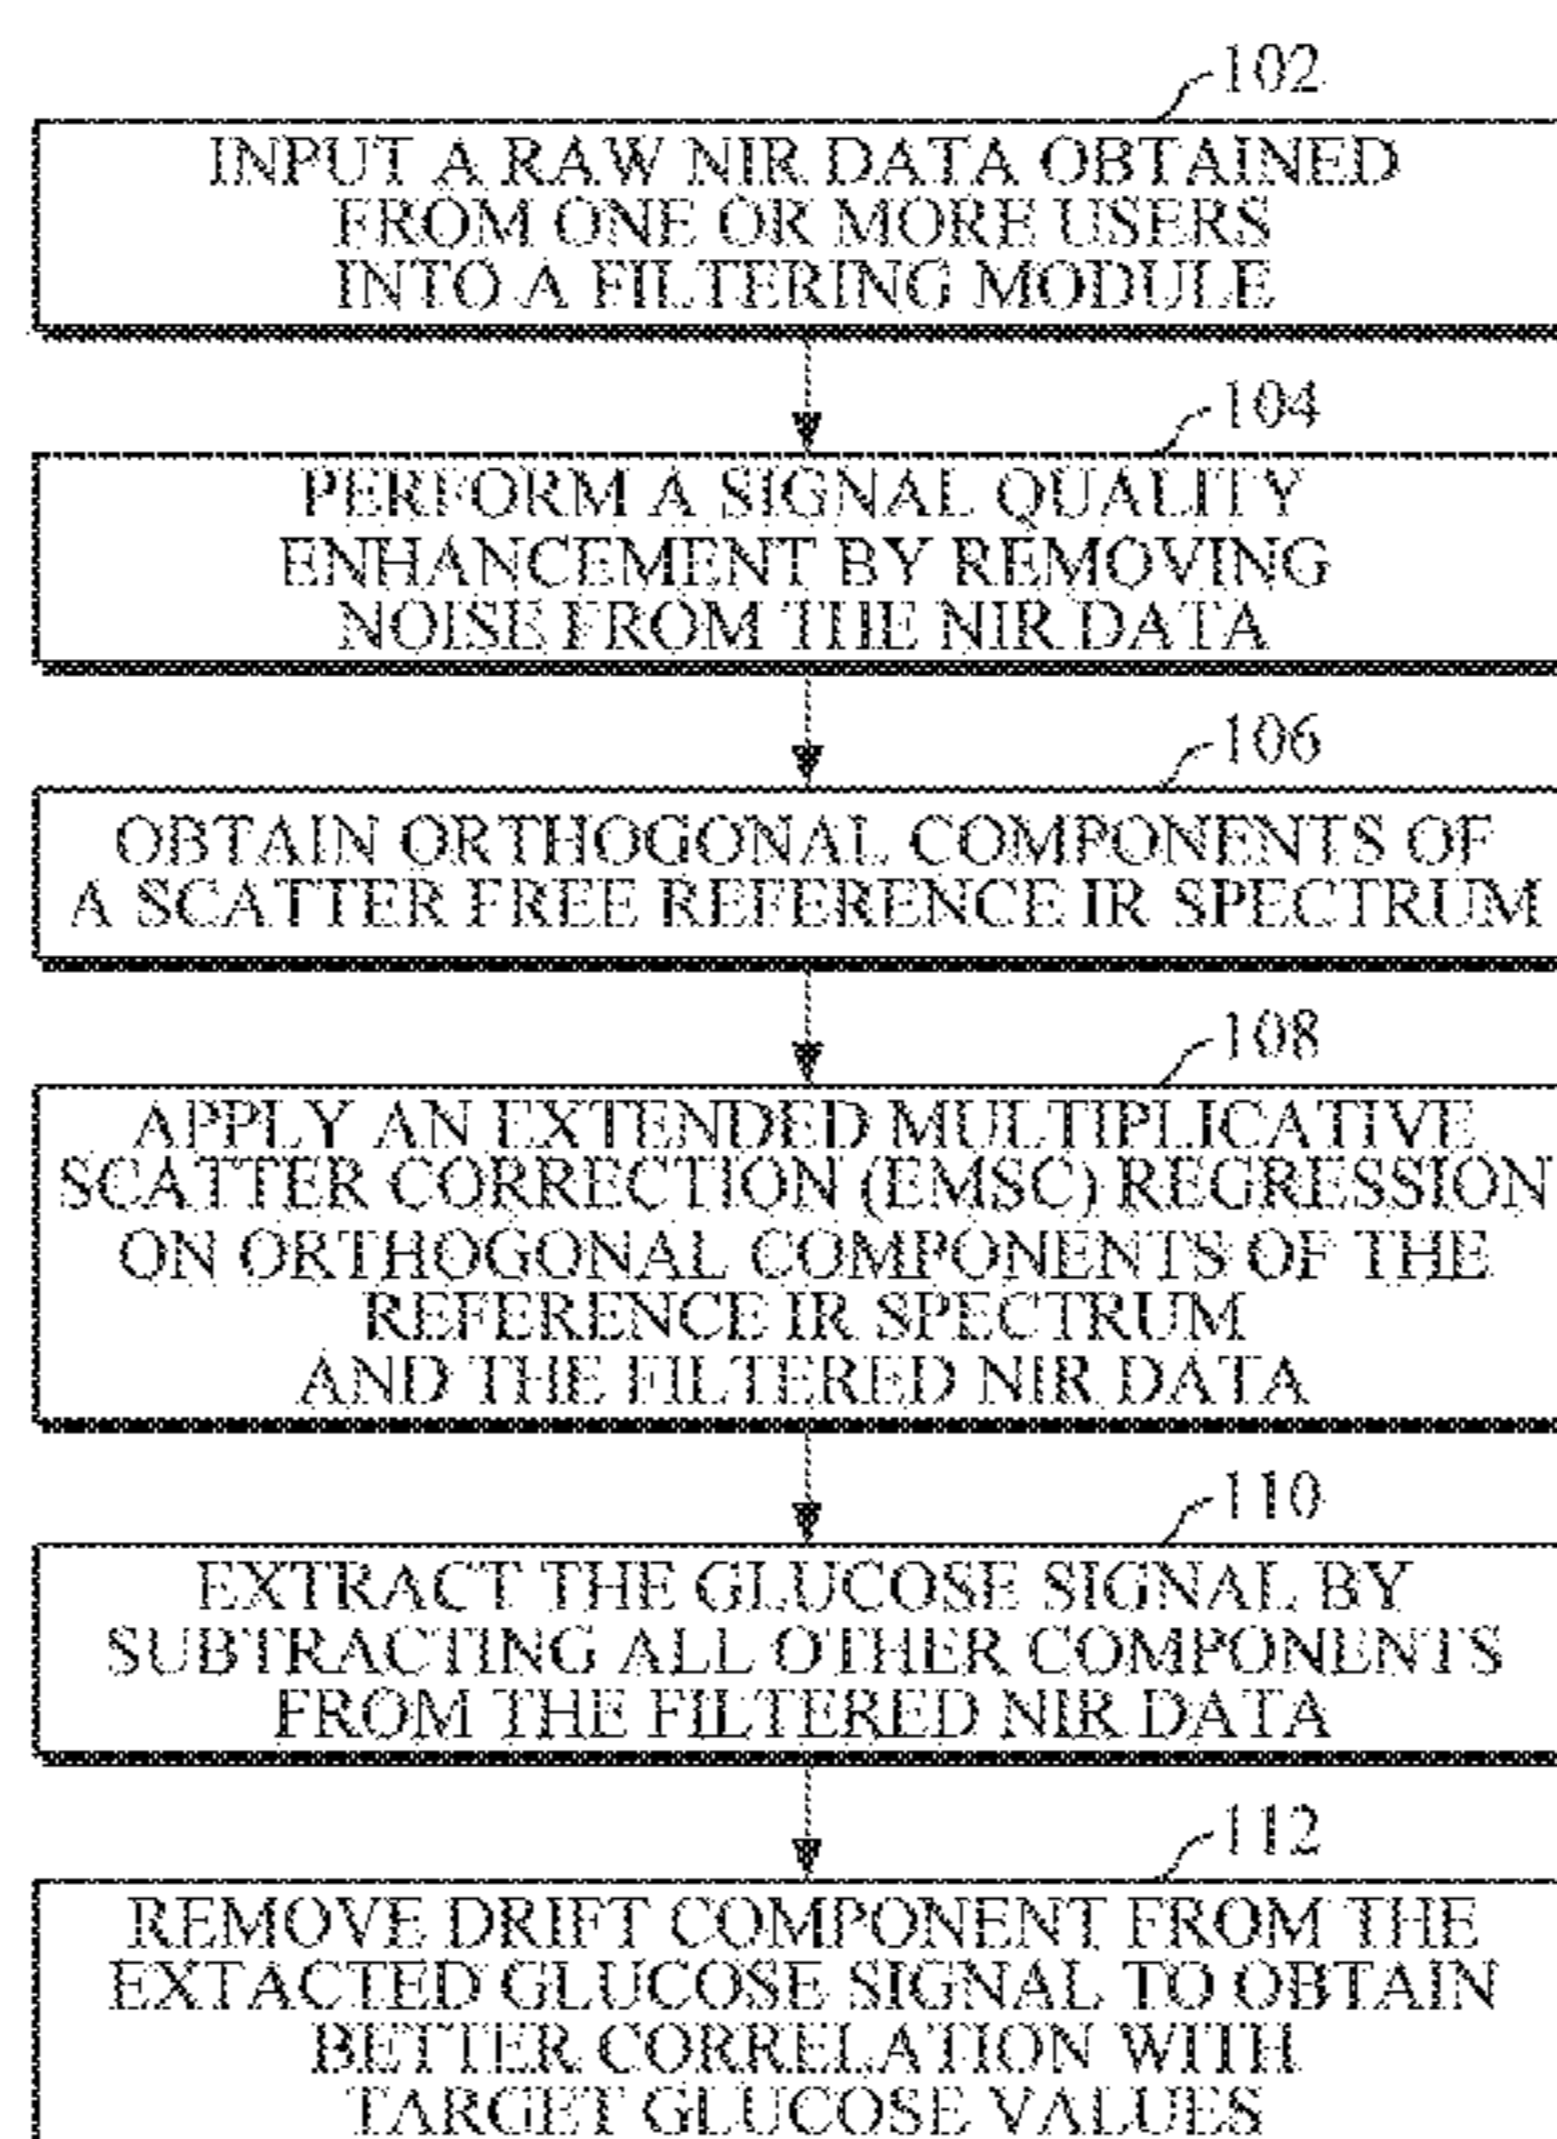 102
INPUT A RAW NIR DATA OBTAINED
FROM ONE OR MORE USERS
INTO A FILTERING MODULE
104
PERFORM A SIGNAL QUALITY
ENHANCEMENT BY REMOVING
NOISE FROM THE NIR DATA
106
OBTAIN ORTHOGONAL COMPONENTS OF
A SCATTER FREE REFERENCE IR SPECTRUM
108
APPLY AN EXTENDED MULTIPLICATIVE
SCATTER CORRECTION (EMSC) REGRESSION
ON ORTHOGONAL COMPONENTS OF THE
REFERENCE IR SPECTRUM
AND THE FILTERED NIR DATA
110
EXTRACT THE GLUCOSE SIGNAL BY
SUBTRACTING ALL OTHER COMPONENTS
FROM THE FILTERED NIR DATA
112
REMOVE DRIFT COMPONENT FROM THE
EXTACTED GLUCOSE SIGNAL TO OBTAIN
BETTER CORRELATION WITH
TARGET GLUCOSE VALUES